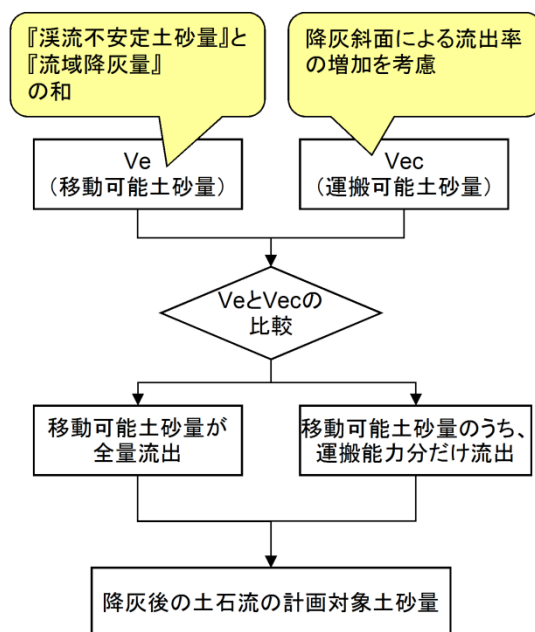 『渓流不安定土砂量』と
『流域降灰量』
の和
降灰斜面による流出率
の増加を考慮
Ve
（移動可能土砂量）
Vec
（運搬可能土砂量）
VeとVecの
比較
移動可能土砂量が
全量流出
移動可能土砂量のうち、
運搬能力分だけ流出
降灰後の土石流の計画対象土砂量